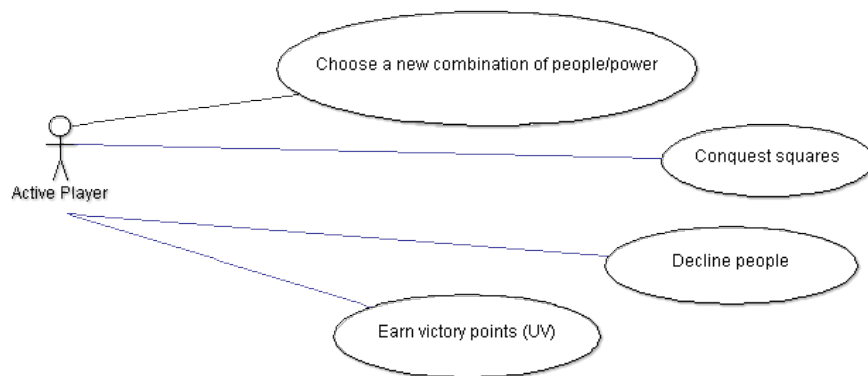 Choose a new combination of people/power
Conquest squares
Active Player
Decline people
Earn victory points (UV)